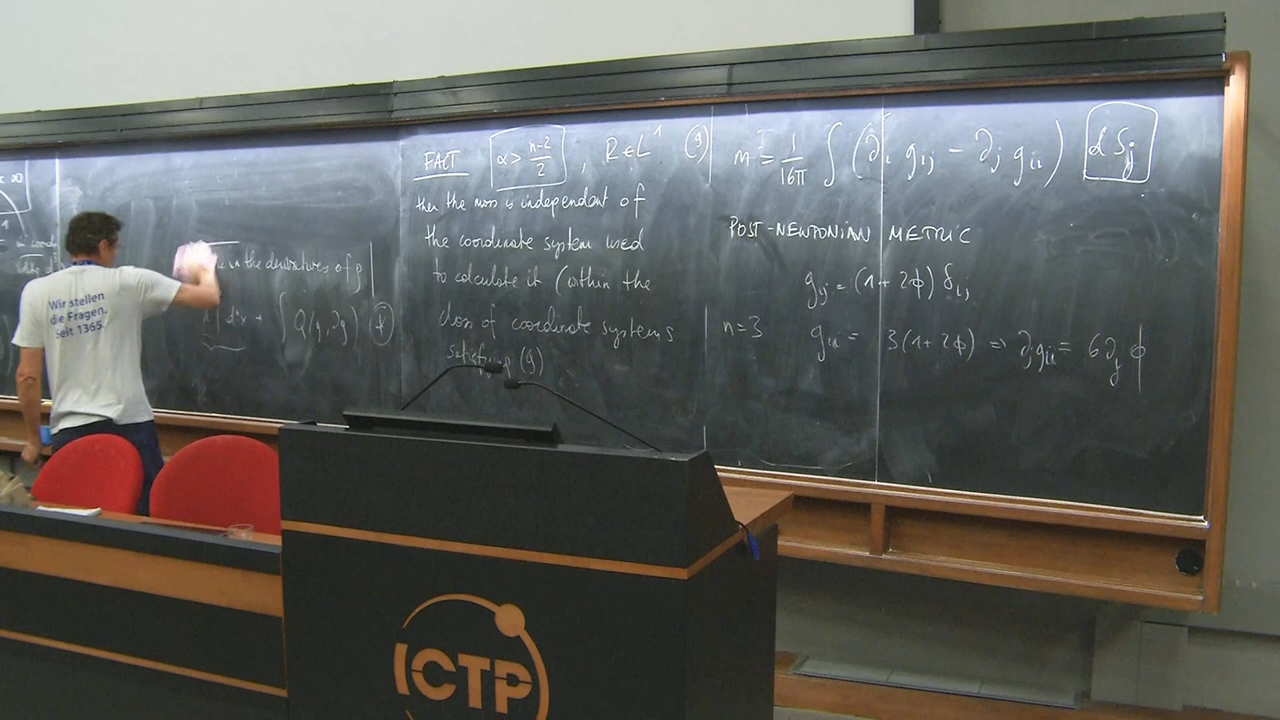 Wir stellen
die Fragen.
Seit 1365.
in the derivatives of g
∫ Q(g, ∂g)
FACT α > n-2/2 , R ∈ L^1 (g)
then the mass is independent of
the coordinate system used
to calculate it (within the
class of coordinate systems
satisfying (g)
m = 1/16π ∫ (∂_i g_ij - ∂_j g_ii) dS_j
POST-NEWTONIAN METRIC
g_ij = (1+2ϕ) δ_ij
n=3 g_ii = 3(1+2ϕ) ⇒ ∂_j g_ii = 6∂_j ϕ
ICTP